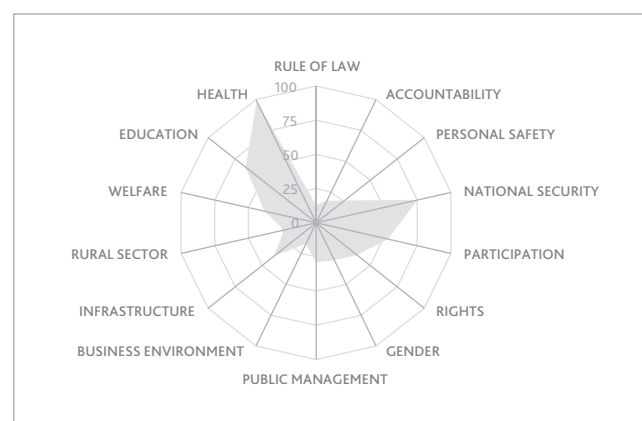 RULE OF LAW
100
HEALTH
ACCOUNTABILITY
75
EDUCATION
PERSONAL SAFETY
50
WELFARE
25
NATIONAL SECURITY
0
RURAL SECTOR
PARTICIPATION
INFRASTRUCTURE
RIGHTS
BUSINESS ENVIRONMENT
GENDER
PUBLIC MANAGEMENT